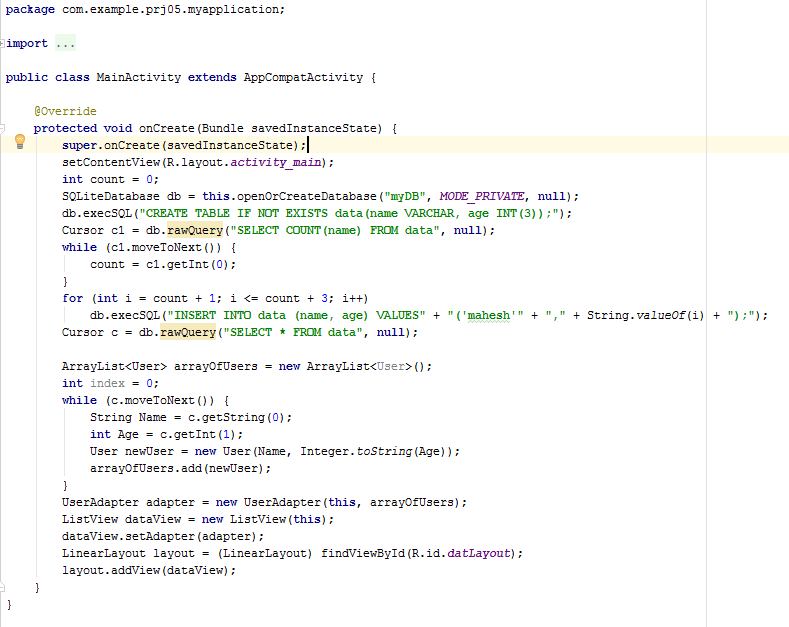 package com.example.prj05.myapplication;
import ...
public class MainActivity extends AppCompatActivity {
@Override
protected void onCreate(Bundle savedInstanceState) {
super.onCreate(savedInstanceState);
setContentView(R.layout.activity_main);
int count = 0;
SQLiteDatabase db = this.openOrCreateDatabase("myDB", MODE_PRIVATE, null);
db.execSQL("CREATE TABLE IF NOT EXISTS data(name VARCHAR, age INT(3));");
Cursor c1 = db.rawQuery("SELECT COUNT(name) FROM data", null);
while (c1.moveToNext()) {
count = c1.getInt(0);
}
for (int i = count + 1; i <= count + 3; i++)
db.execSQL("INSERT INTO data (name, age) VALUES" + "('mahesh'" + "," + String.valueOf(i) + ");");
Cursor c = db.rawQuery("SELECT * FROM data", null);
ArrayList<User> arrayOfUsers = new ArrayList<User>();
int index = 0;
while (c.moveToNext()) {
String Name = c.getString(0);
int Age = c.getInt(1);
User newUser = new User(Name, Integer.toString(Age));
arrayOfUsers.add(newUser);
}
UserAdapter adapter = new UserAdapter(this, arrayOfUsers);
ListView dataView = new ListView(this);
dataView.setAdapter(adapter);
LinearLayout layout = (LinearLayout) findViewById(R.id.datLayout);
layout.addView(dataView);
}
}